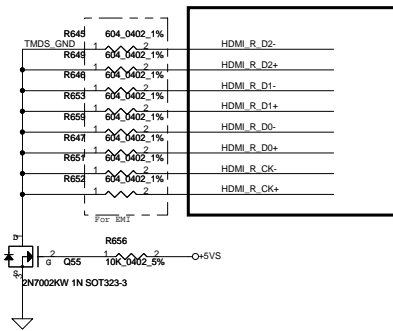 R645 604_0402_1%
TMDS_GND 1 2 HDMI_R_D2-
R649 604_0402_1%
1 2 HDMI_R_D2+
R646 604_0402_1%
1 2 HDMI_R_D1-
R653 604_0402_1%
1 2 HDMI_R_D1+
R659 604_0402_1%
1 2 HDMI_R_D0-
R647 604_0402_1%
1 2 HDMI_R_D0+
R651 604_0402_1%
1 2 HDMI_R_CK-
R652 604_0402_1%
1 2 HDMI_R_CK+
For EMI
D 1
R656
2 1 2 +5VS
G Q55 10K_0402_5%
S 3
2N7002KW 1N SOT323-3